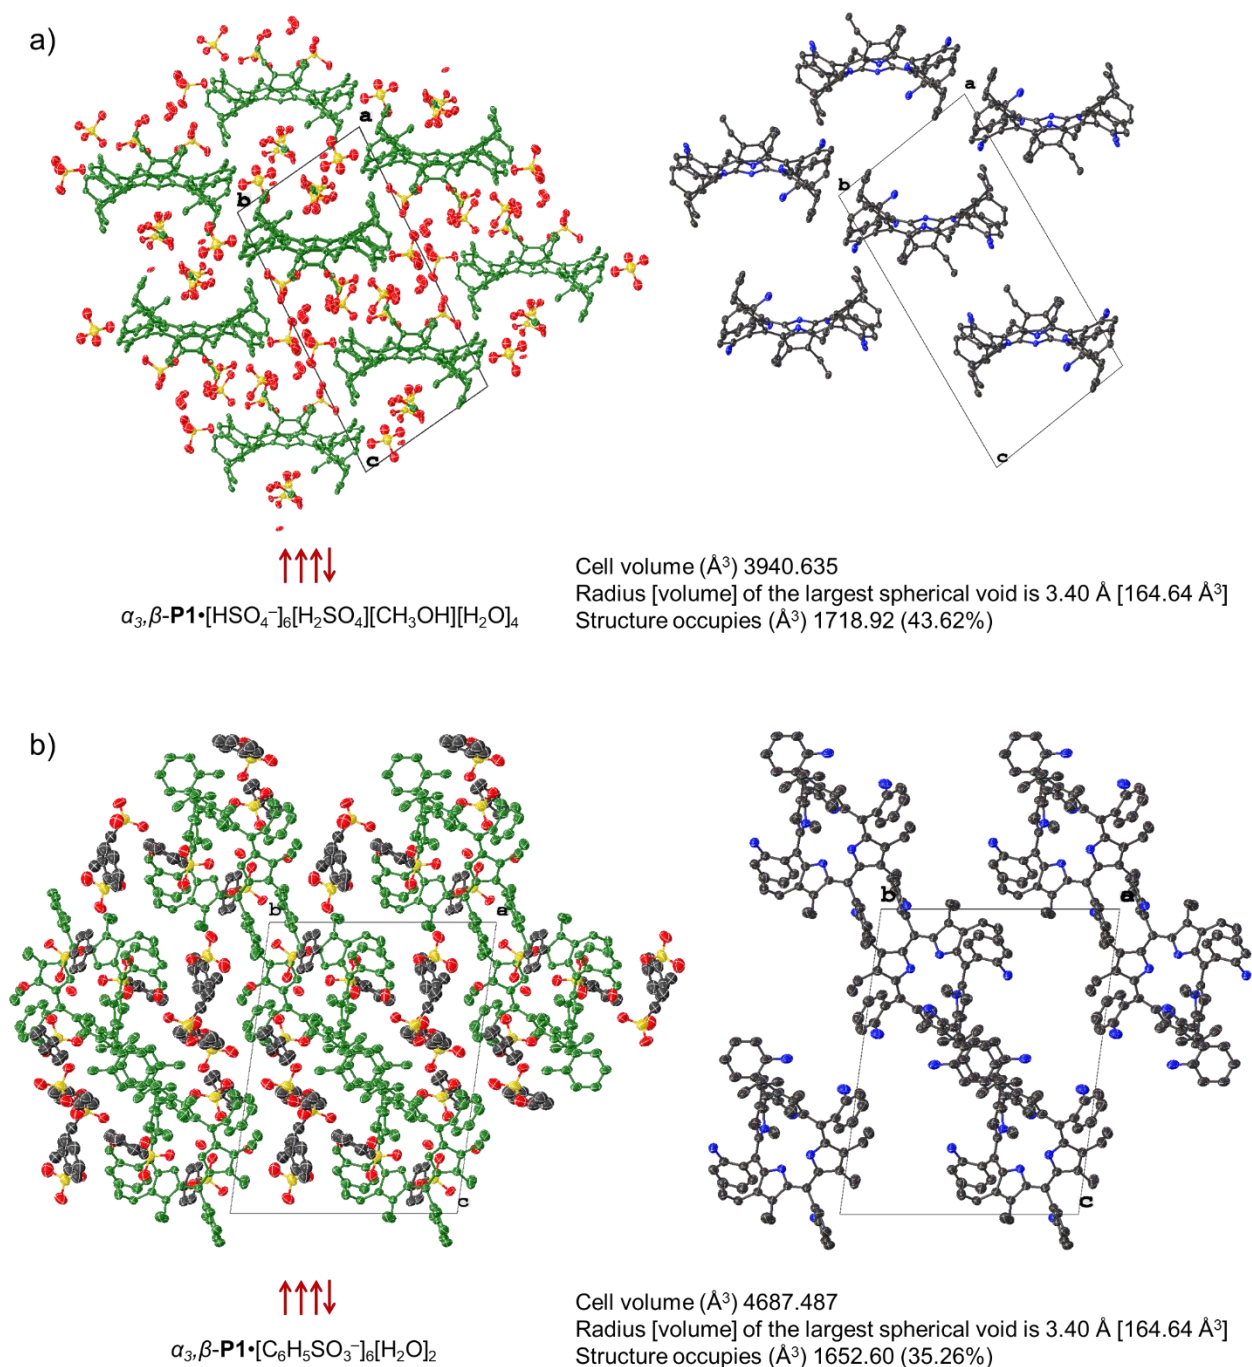 a)
a
b
c
a
b
c
α₃,β-P1•[HSO₄⁻]₆[H₂SO₄][CH₃OH][H₂O]₄
Cell volume (Å³) 3940.635
Radius [volume] of the largest spherical void is 3.40 Å [164.64 Å³]
Structure occupies (Å³) 1718.92 (43.62%)
b)
b
a
c
b
a
c
α₃,β-P1•[C₆H₅SO₃⁻]₆[H₂O]₂
Cell volume (Å³) 4687.487
Radius [volume] of the largest spherical void is 3.40 Å [164.64 Å³]
Structure occupies (Å³) 1652.60 (35.26%)